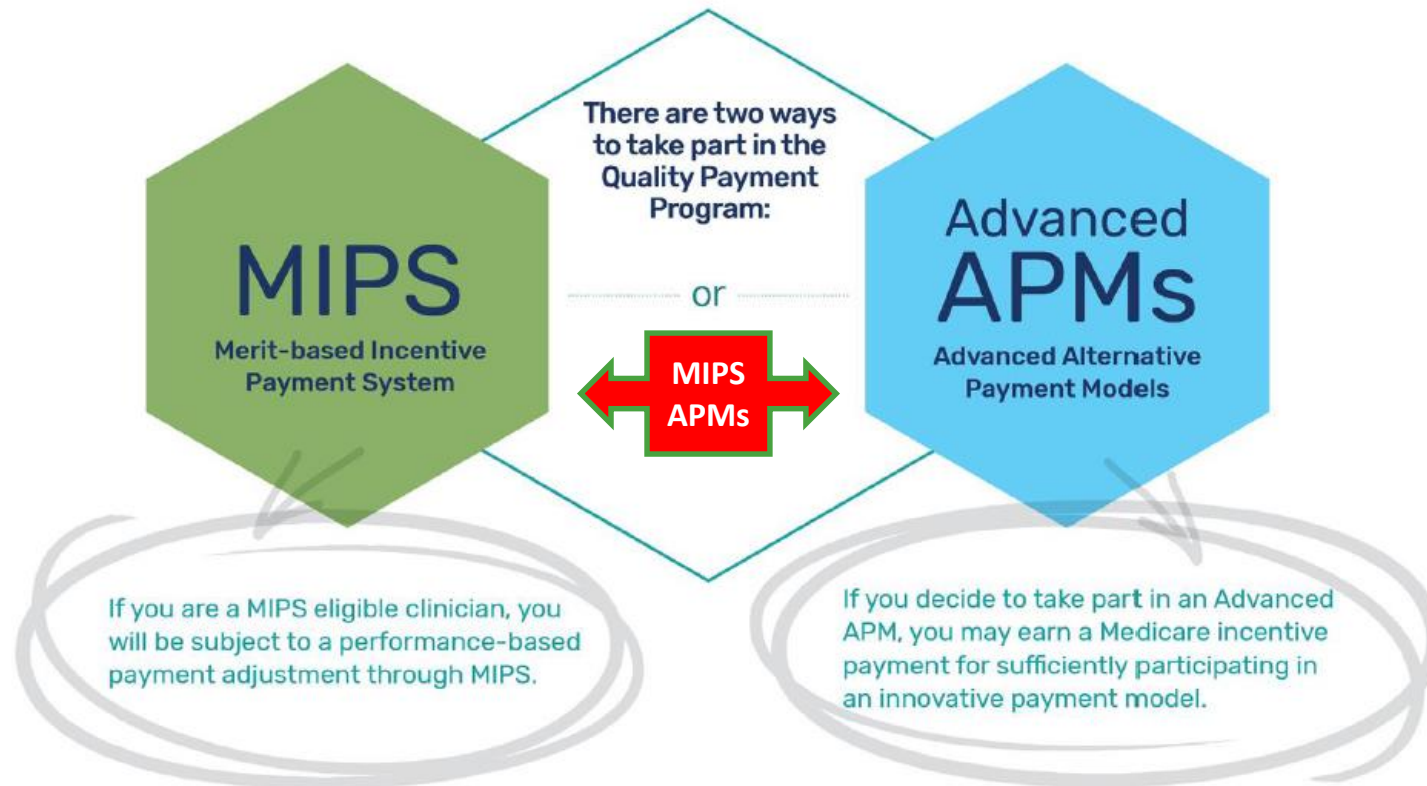 There are two ways
to take part in the
Quality Payment
Program:
MIPS
Merit-based Incentive
Payment System
or
MIPS
APMs
Advanced
APMs
Advanced Alternative
Payment Models
If you are a MIPS eligible clinician, you
will be subject to a performance-based
payment adjustment through MIPS.
If you decide to take part in an Advanced
APM, you may earn a Medicare incentive
payment for sufficiently participating in
an innovative payment model.